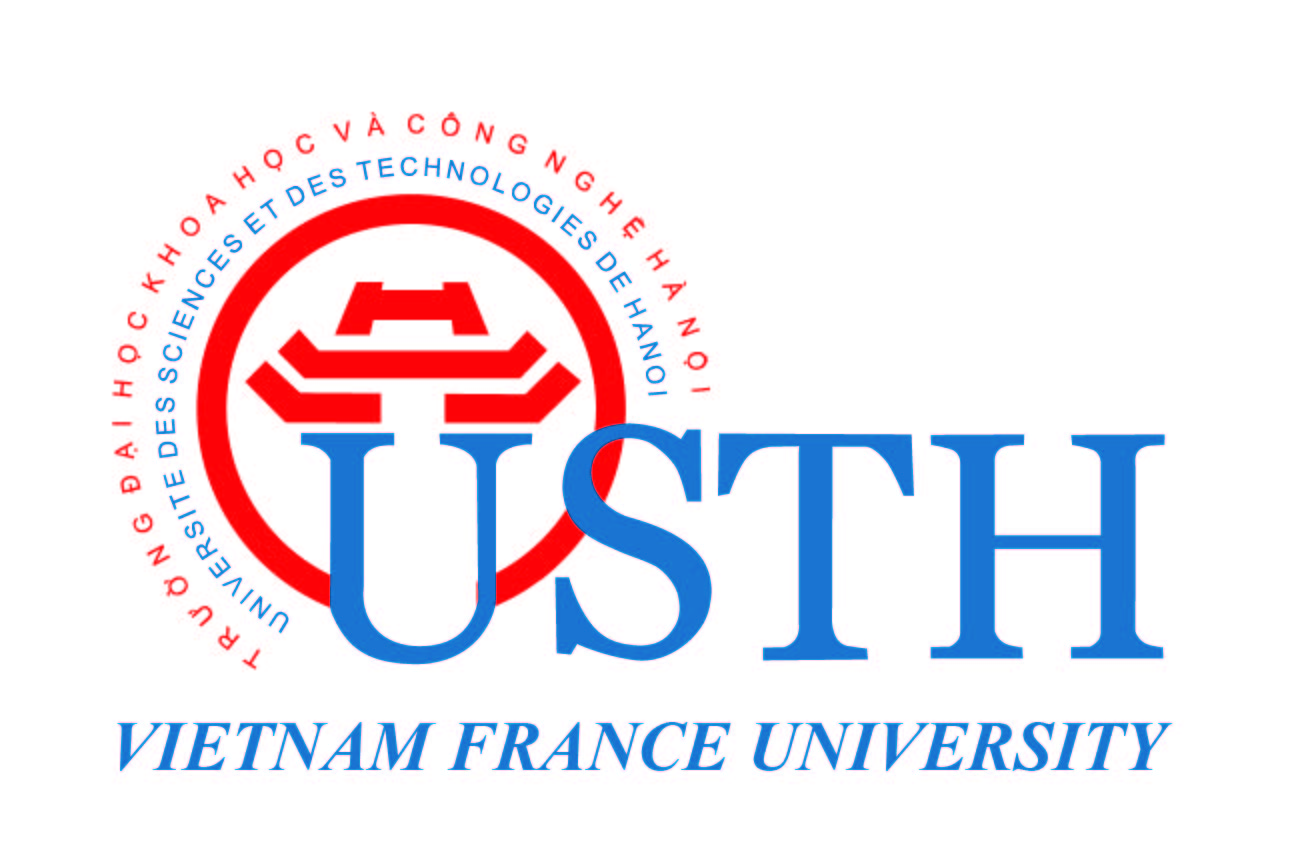 TRƯỜNG ĐẠI HỌC KHOA HỌC VÀ CÔNG NGHỆ HÀ NỘI
UNIVERSITE DES SCIENCES ET DES TECHNOLOGIES DE HANOI
USTH
VIETNAM FRANCE UNIVERSITY